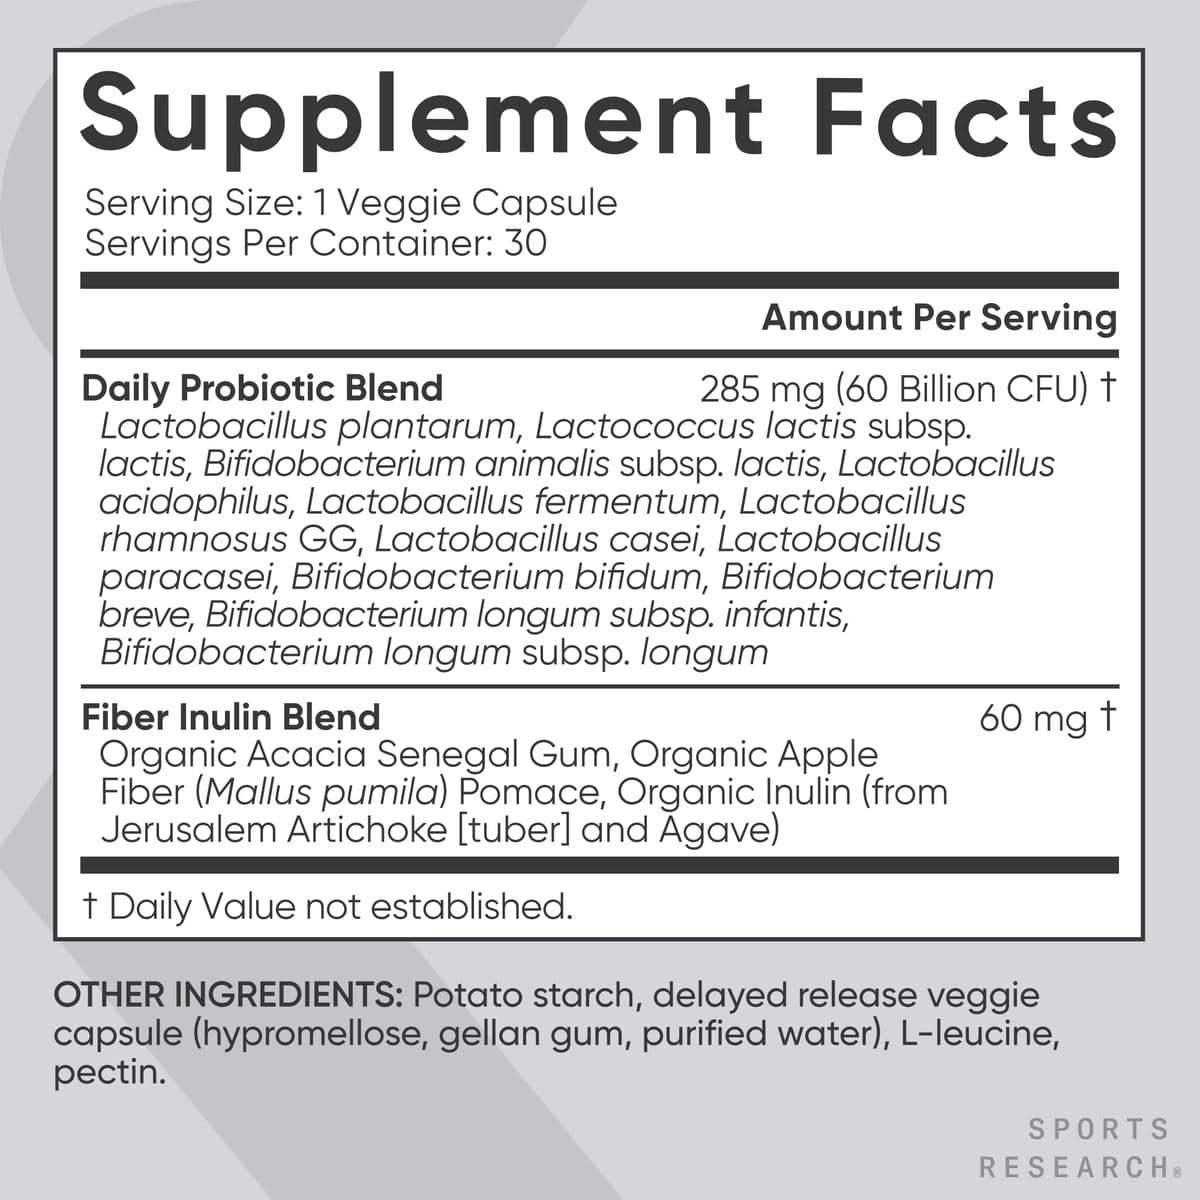 Supplement Facts
Serving Size: 1 Veggie Capsule
Servings Per Container: 30
Amount Per Serving
Daily Probiotic Blend 285 mg (60 Billion CFU) †
Lactobacillus plantarum, Lactococcus lactis subsp.
lactis, Bifidobacterium animalis subsp. lactis, Lactobacillus
acidophilus, Lactobacillus fermentum, Lactobacillus
rhamnosus GG, Lactobacillus casei, Lactobacillus
paracasei, Bifidobacterium bifidum, Bifidobacterium
breve, Bifidobacterium longum subsp. infantis,
Bifidobacterium longum subsp. longum
Fiber Inulin Blend 60 mg †
Organic Acacia Senegal Gum, Organic Apple
Fiber (Mallus pumila) Pomace, Organic Inulin (from
Jerusalem Artichoke [tuber] and Agave)
† Daily Value not established.
OTHER INGREDIENTS: Potato starch, delayed release veggie
capsule (hypromellose, gellan gum, purified water), L-leucine,
pectin.
SPORTS
RESEARCH®